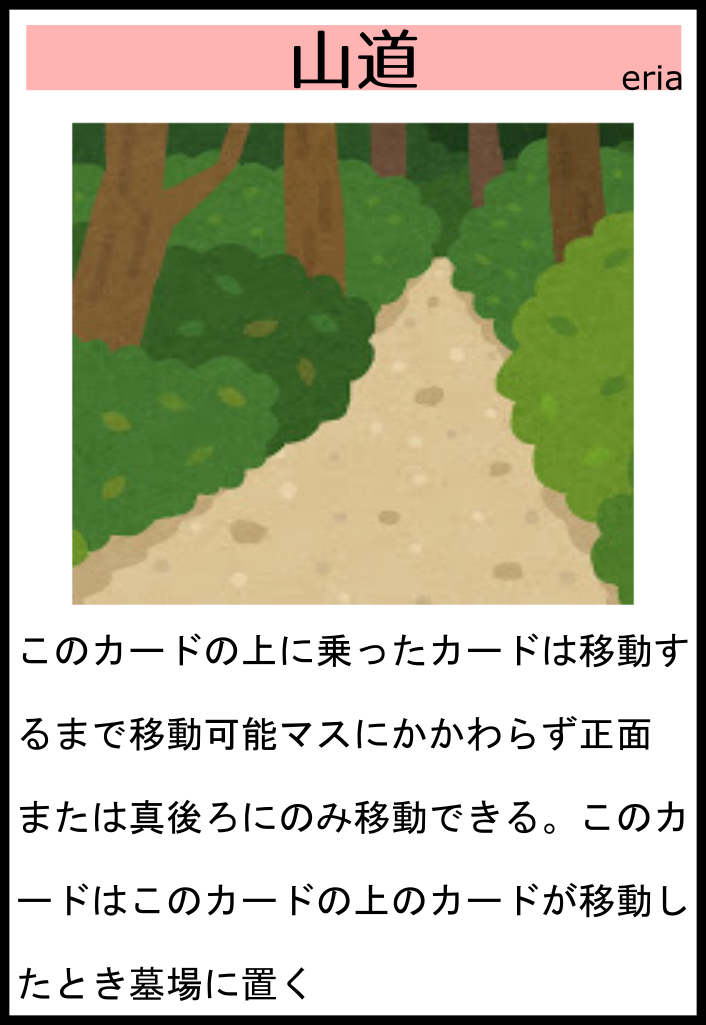 山道
eria
このカードの上に乗ったカードは移動す
るまで移動可能マスにかかわらず正面
または真後ろにのみ移動できる。このカ
ードはこのカードの上のカードが移動し
たとき墓場に置く